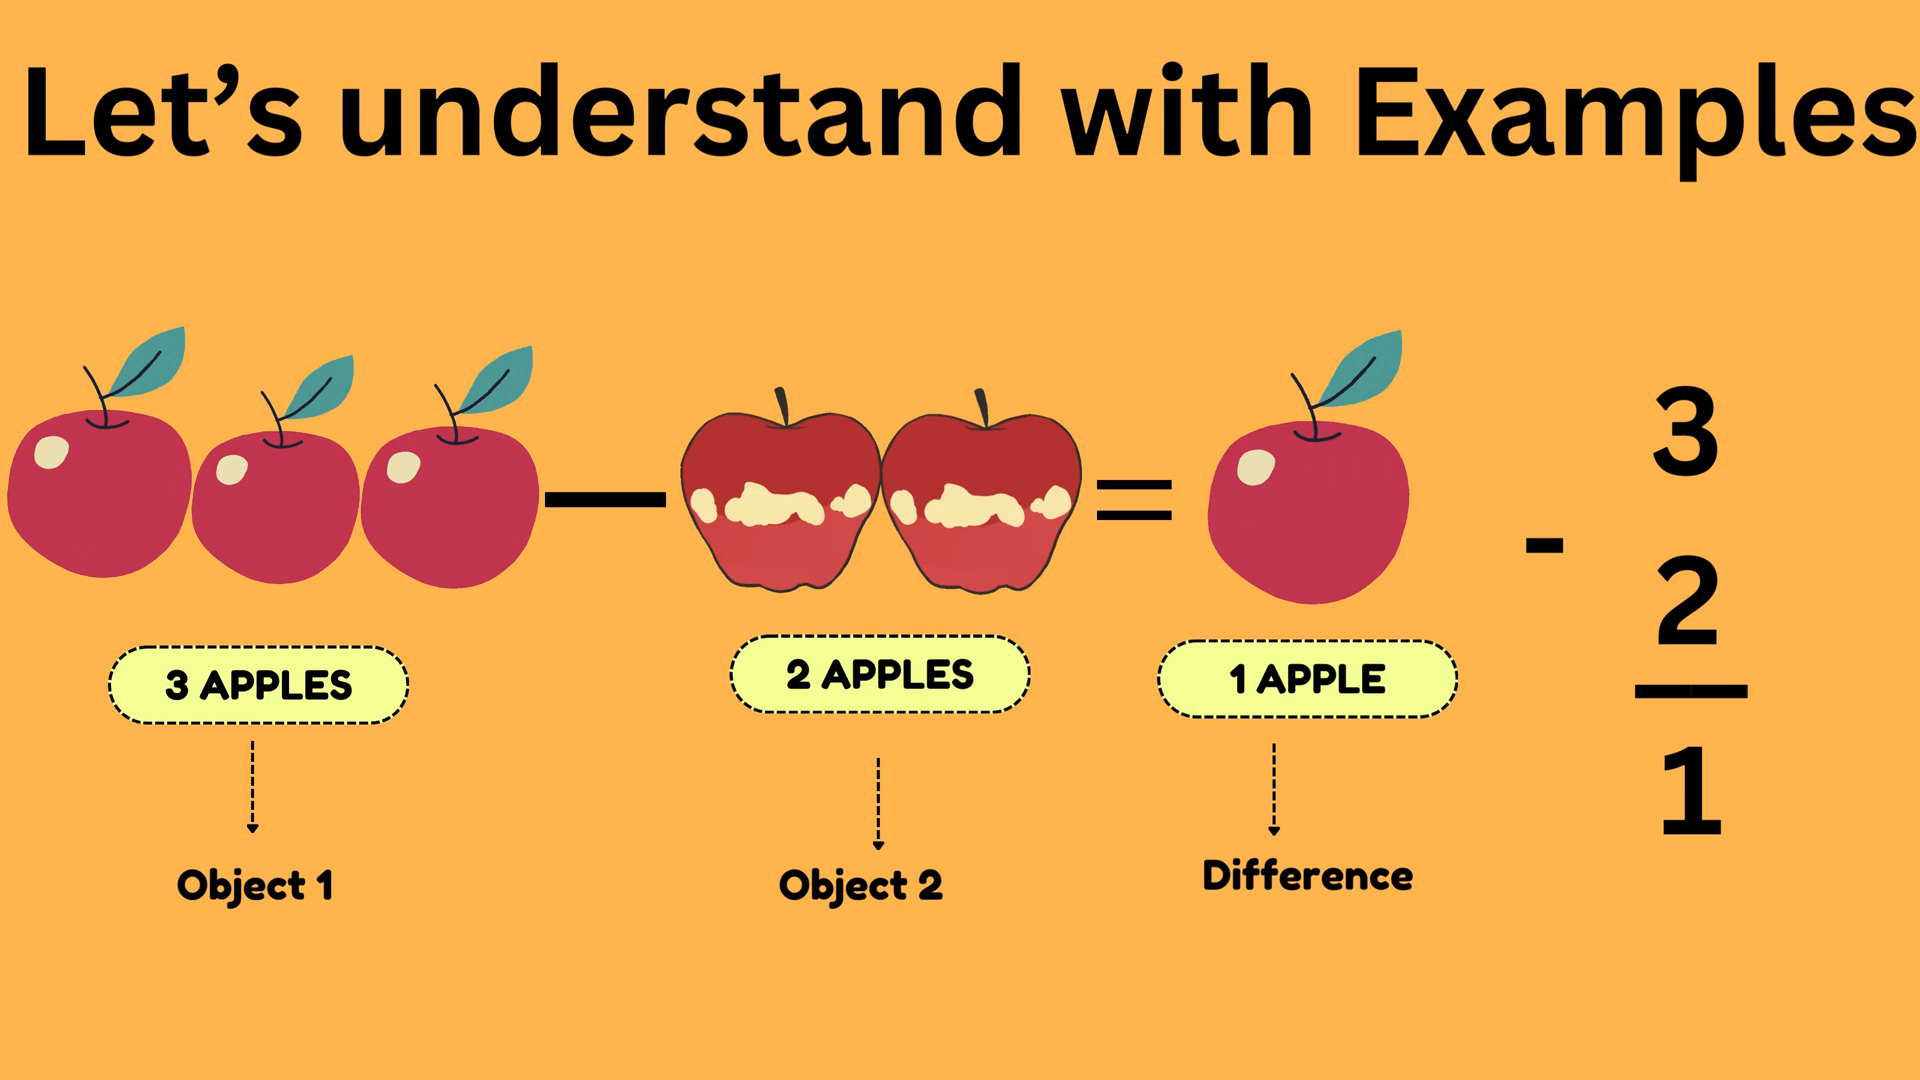 Let’s understand with Examples
—
=
3
-
2
1
3 APPLES
2 APPLES
1 APPLE
Object 1
Object 2
Difference